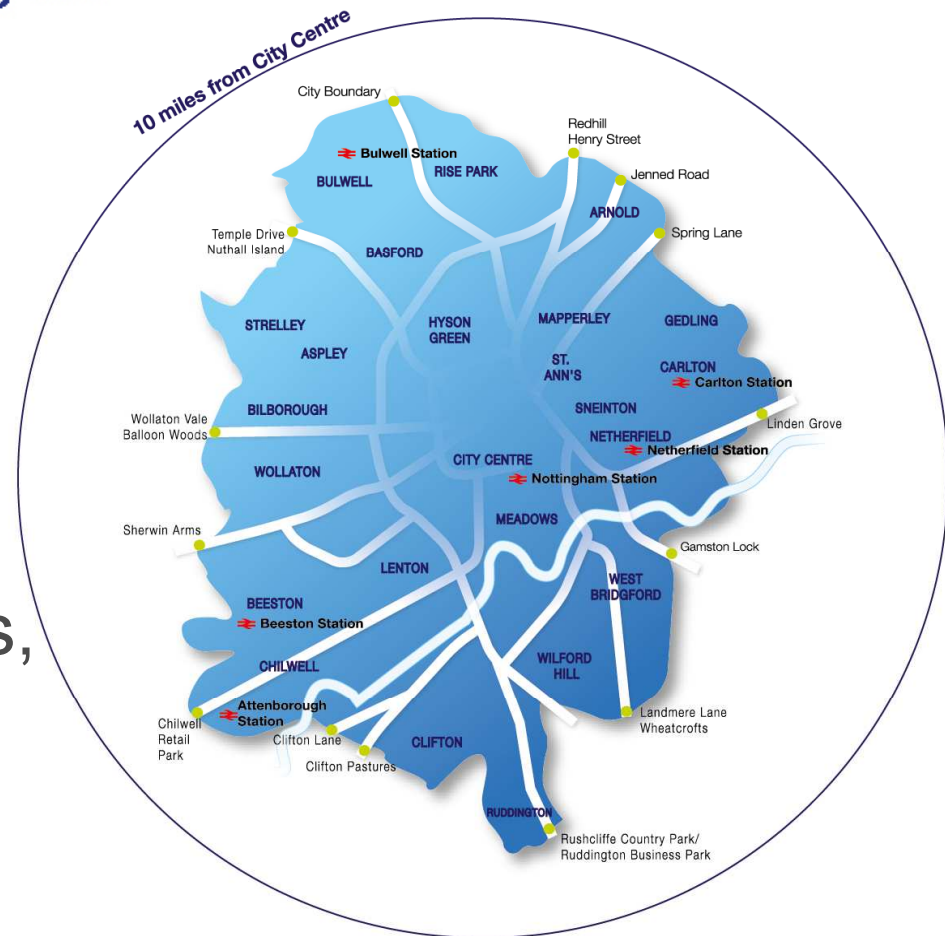 10 miles from City Centre
City Boundary
Redhill
Henry Street
Bulwell Station
RISE PARK
BULWELL
Jenned Road
ARNOLD
Temple Drive
Nuthall Island
Spring Lane
BASFORD
STRELLEY
HYSON
GREEN
MAPPERLEY
GEDLING
ASPLEY
ST.
ANN'S
CARLTON
Carlton Station
BILBOROUGH
SNEINTON
Wollaton Vale
Balloon Woods
Linden Grove
NETHERFIELD
Netherfield Station
CITY CENTRE
WOLLATON
Nottingham Station
MEADOWS
Sherwin Arms
Gamston Lock
LENTON
WEST
BRIDGFORD
BEESTON
Beeston Station
s,
CHILWELL
WILFORD
HILL
Attenborough
Station
Chilwell
Retail
Park
Landmere Lane
Wheatcrofts
Clifton Lane
CLIFTON
Clifton Pastures
RUDDINGTON
Rushcliffe Country Park/
Ruddington Business Park